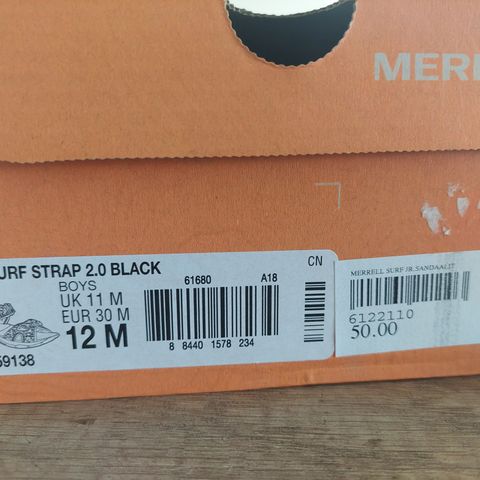 MERR
URF STRAP 2.0 BLACK
BOYS
UK 11 M
EUR 30 M
12 M
59138
61680 A18
8 88440 1578 234
CN
MERRELL SURF JR.SANDAALIT
6122110
50.00